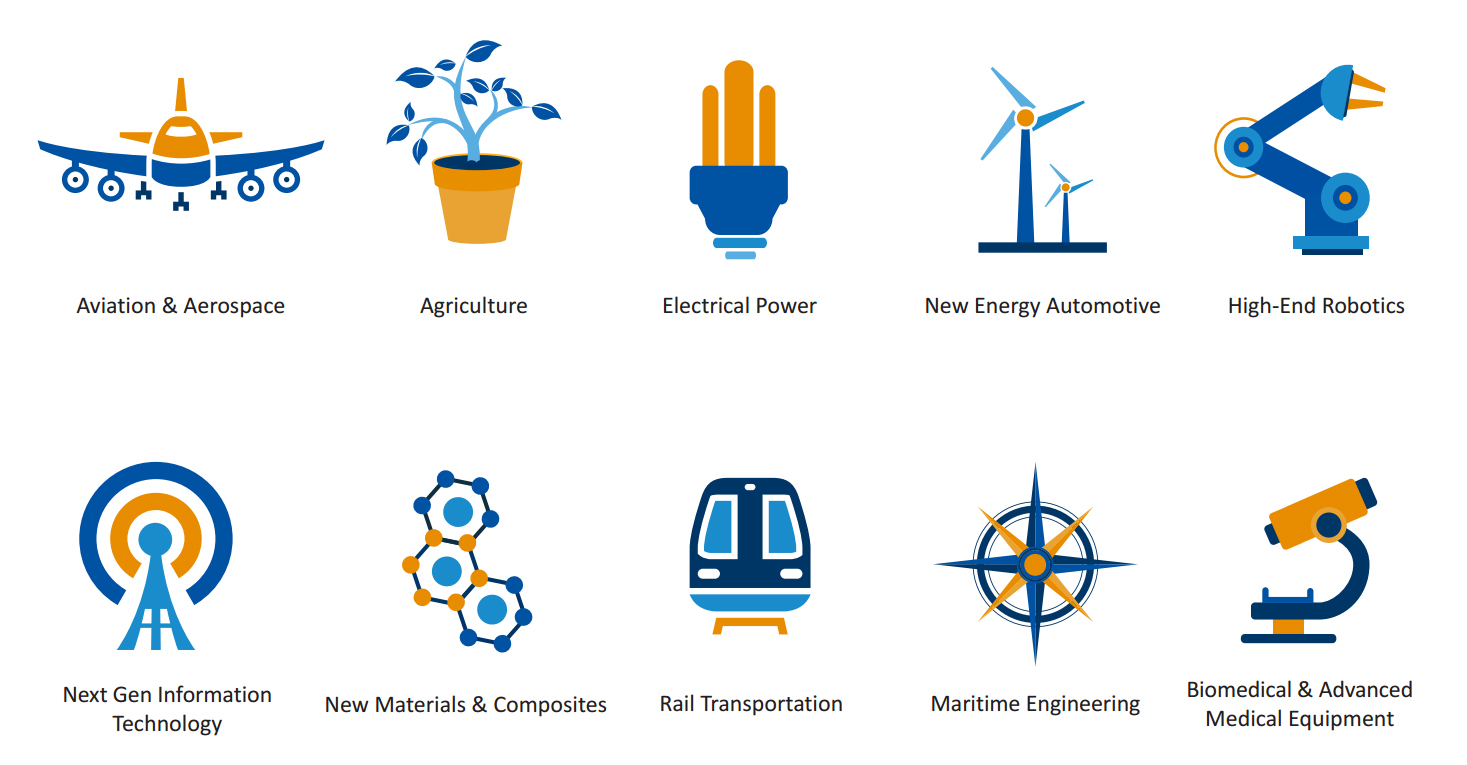 Aviation & Aerospace
Agriculture
Electrical Power
New Energy Automotive
High-End Robotics
Next Gen Information
Technology
New Materials & Composites
Rail Transportation
Maritime Engineering
Biomedical & Advanced
Medical Equipment